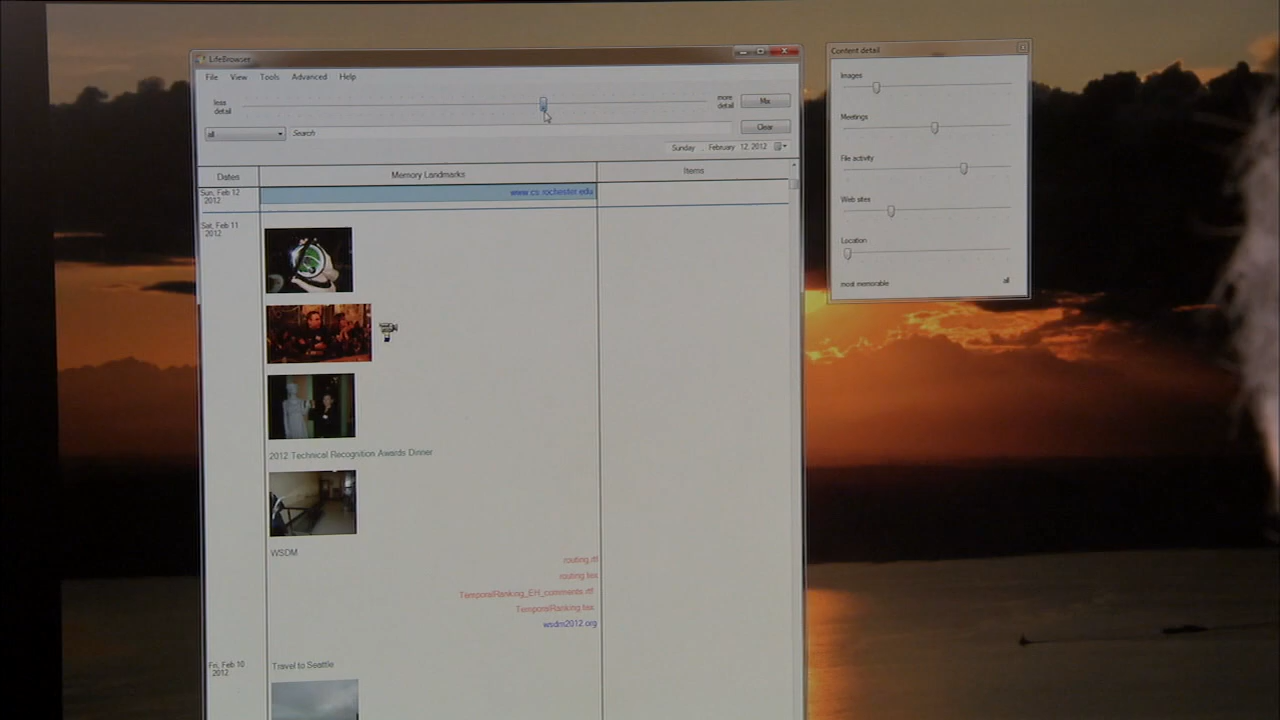 LifeBrowser
File View Tools Advanced Help
less detail
more detail
Mix
all
Search
Clear
Sunday , February 12, 2012
Dates
Memory Landmarks
Items
Sun, Feb 12
2012
www.cs.rochester.edu
Sat, Feb 11
2012
2012 Technical Recognition Awards Dinner
WSDM
routing.rtf
routing.tex
TemporalRanking_EH_comments.rtf
TemporalRanking.tex
wsdm2012.org
Fri, Feb 10
2012
Travel to Seattle
Content detail
Images
Meetings
File activity
Web sites
Location
most memorable
all